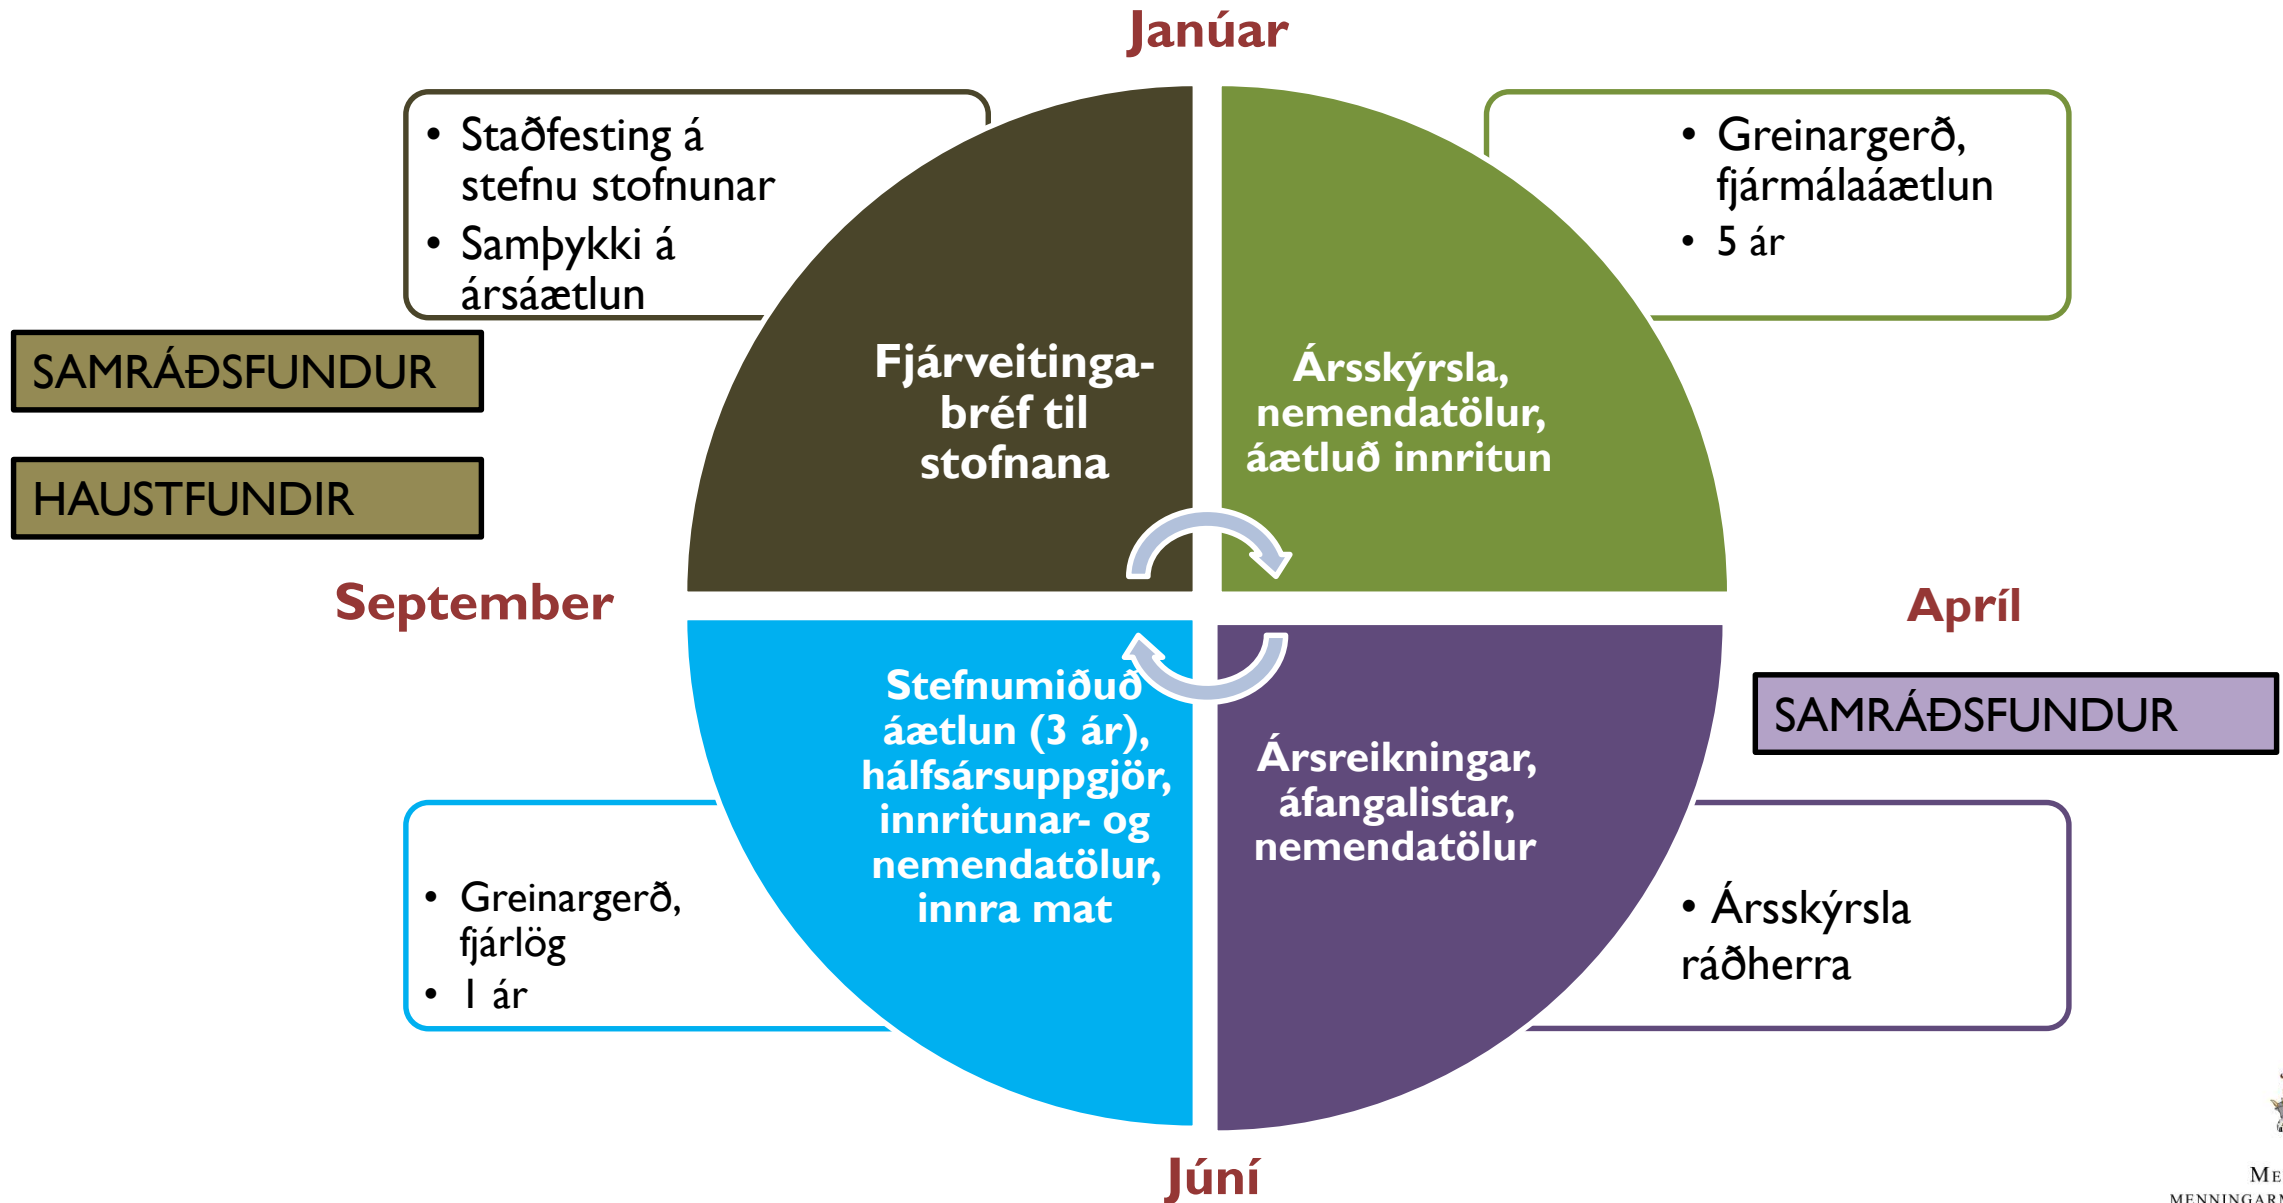 Janúar
• Staðfesting á
stefnu stofnunar
• Samþykki á
ársáætlun
• Greinargerð,
fjármálaáætlun
• 5 ár
SAMRÁÐSFUNDUR
HAUSTFUNDIR
Fjárveitinga-
bréf til
stofnana
Ársskýrsla,
nemendatölur,
áætluð innritun
September
Apríl
Stefnumiðuð
áætlun (3 ár),
hálfsársuppgjör,
innritunar- og
nemendatölur,
innra mat
Ársreikningar,
áfangalistar,
nemendatölur
SAMRÁÐSFUNDUR
• Greinargerð,
fjárlög
• 1 ár
• Ársskýrsla
ráðherra
Júní